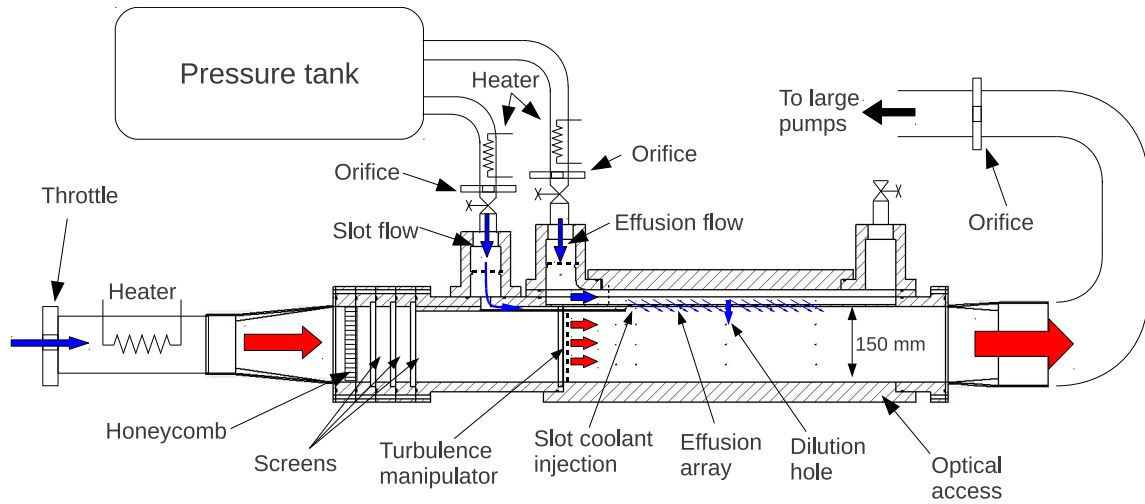 Pressure tank
Heater
To large
pumps
Orifice
Orifice
Throttle
Slot flow
Effusion flow
Orifice
Heater
150 mm
Honeycomb
Screens
Turbulence
manipulator
Slot coolant
injection
Effusion
array
Dilution
hole
Optical
access